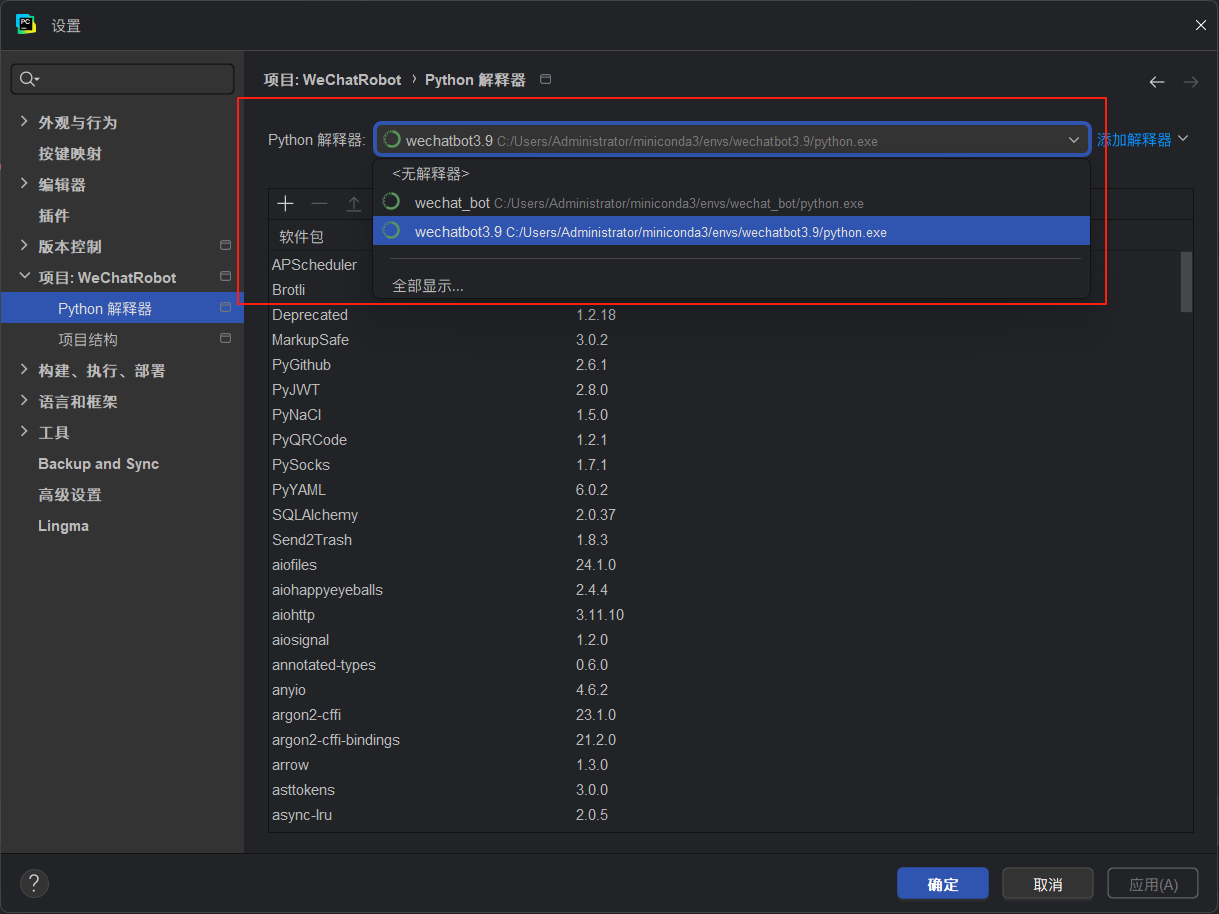 设置
项目: WeChatRobot › Python 解释器
外观与行为
按键映射
编辑器
插件
版本控制
项目: WeChatRobot
Python 解释器
项目结构
构建、执行、部署
语言和框架
工具
Backup and Sync
高级设置
Lingma
Python 解释器: wechatbot3.9 C:/Users/Administrator/miniconda3/envs/wechatbot3.9/python.exe 添加解释器
<无解释器>
wechat_bot C:/Users/Administrator/miniconda3/envs/wechat_bot/python.exe
wechatbot3.9 C:/Users/Administrator/miniconda3/envs/wechatbot3.9/python.exe
全部显示...
软件包
APScheduler
Brotli
Deprecated 1.2.18
MarkupSafe 3.0.2
PyGithub 2.6.1
PyJWT 2.8.0
PyNaCl 1.5.0
PyQRCode 1.2.1
PySocks 1.7.1
PyYAML 6.0.2
SQLAlchemy 2.0.37
Send2Trash 1.8.3
aiofiles 24.1.0
aiohappyeyeballs 2.4.4
aiohttp 3.11.10
aiosignal 1.2.0
annotated-types 0.6.0
anyio 4.6.2
argon2-cffi 23.1.0
argon2-cffi-bindings 21.2.0
arrow 1.3.0
asttokens 3.0.0
async-lru 2.0.5
?
确定
取消
应用(A)